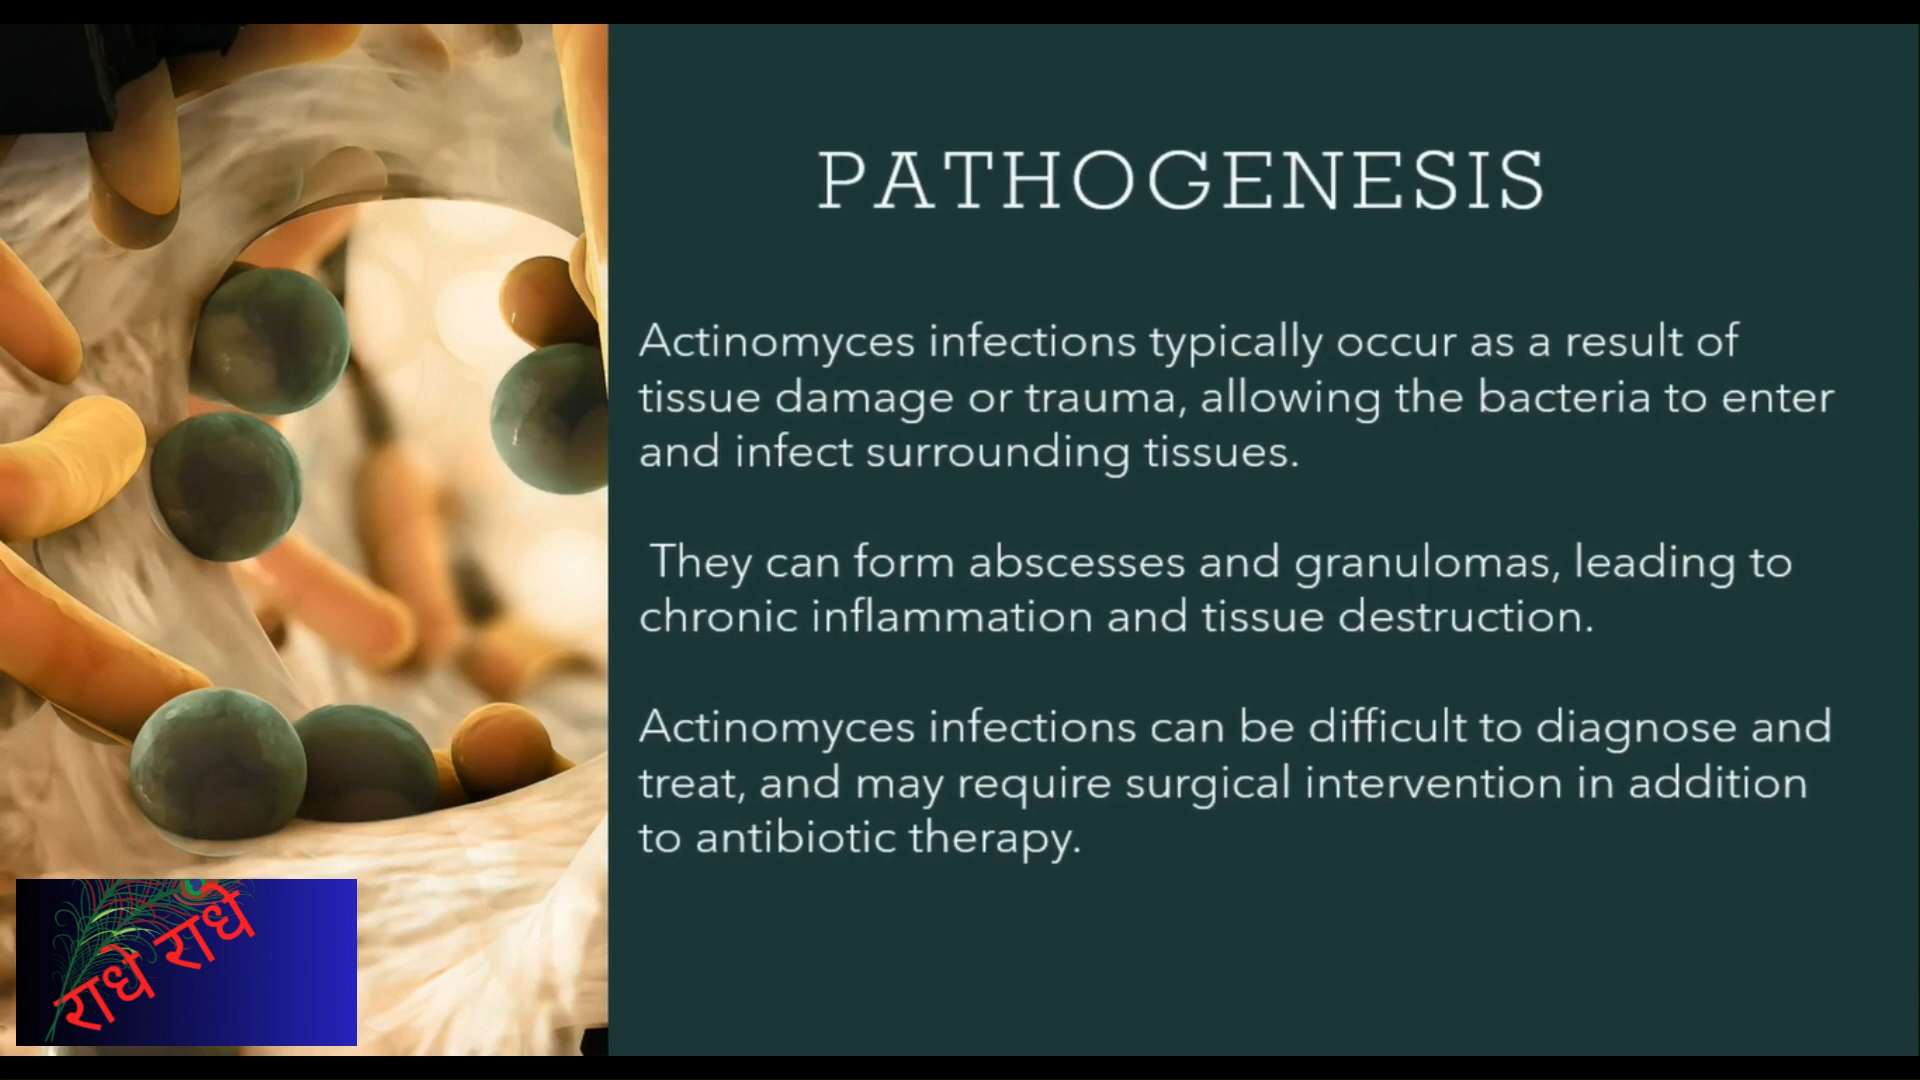 PATHOGENESIS
Actinomyces infections typically occur as a result of
tissue damage or trauma, allowing the bacteria to enter
and infect surrounding tissues.
They can form abscesses and granulomas, leading to
chronic inflammation and tissue destruction.
Actinomyces infections can be difficult to diagnose and
treat, and may require surgical intervention in addition
to antibiotic therapy.
राधे राधे